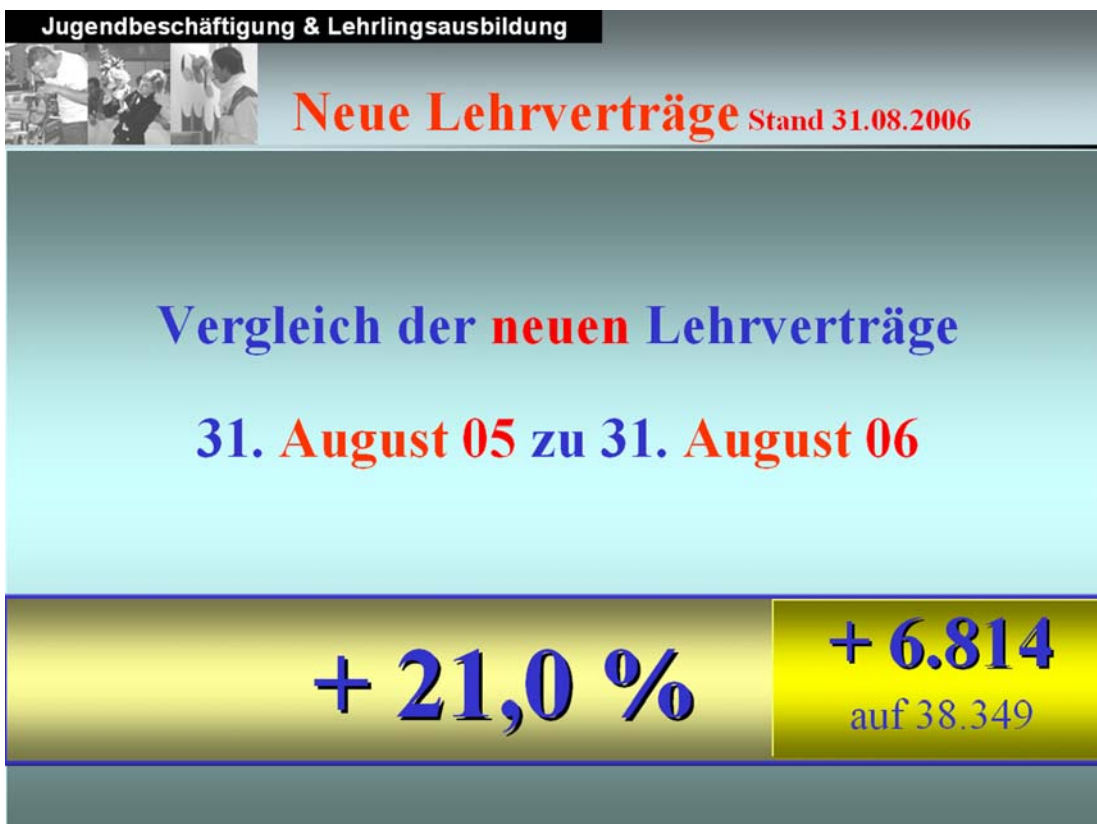 Jugendbeschäftigung & Lehrlingsausbildung
Neue Lehrverträge Stand 31.08.2006
Vergleich der neuen Lehrverträge
31. August 05 zu 31. August 06
+ 21,0 %
+ 6.814
auf 38.349